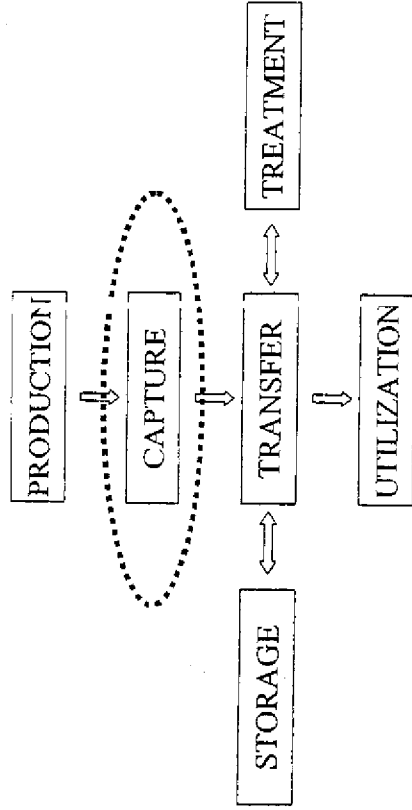 PRODUCTION
CAPTURE
STORAGE
TRANSFER
TREATMENT
UTILIZATION